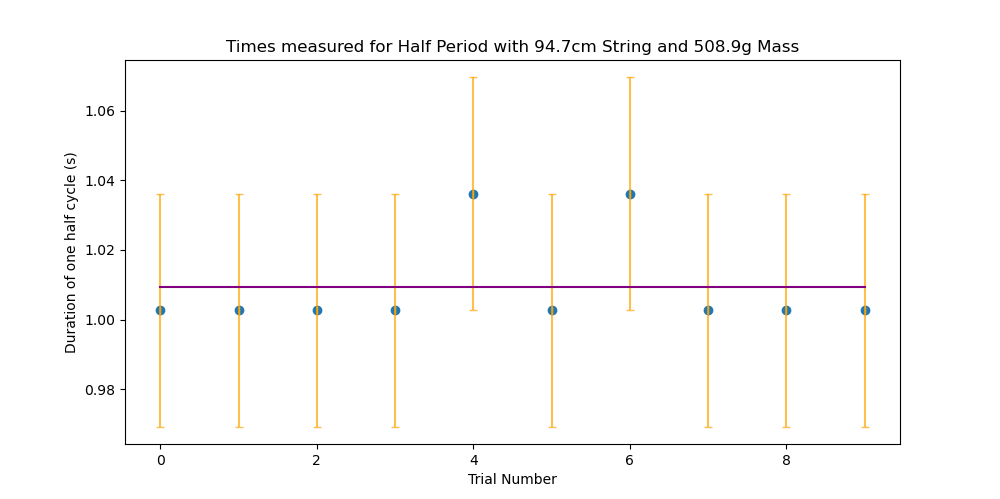 Times measured for Half Period with 94.7cm String and 508.9g Mass
1.06
1.04
1.02
1.00
0.98
Duration of one half cycle (s)
0 2 4 6 8
Trial Number